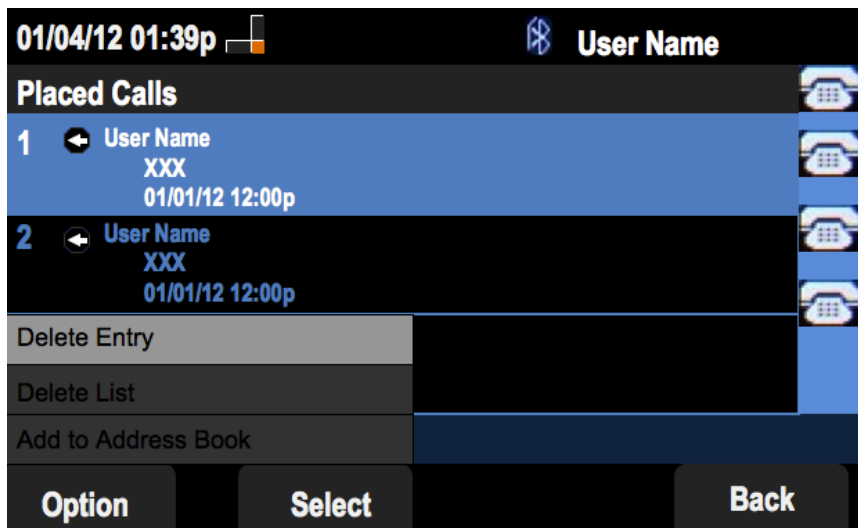 01/04/12 01:39p User Name
Placed Calls
1 User Name
XXX
01/01/12 12:00p
2 User Name
XXX
01/01/12 12:00p
Delete Entry
Delete List
Add to Address Book
Option Select Back